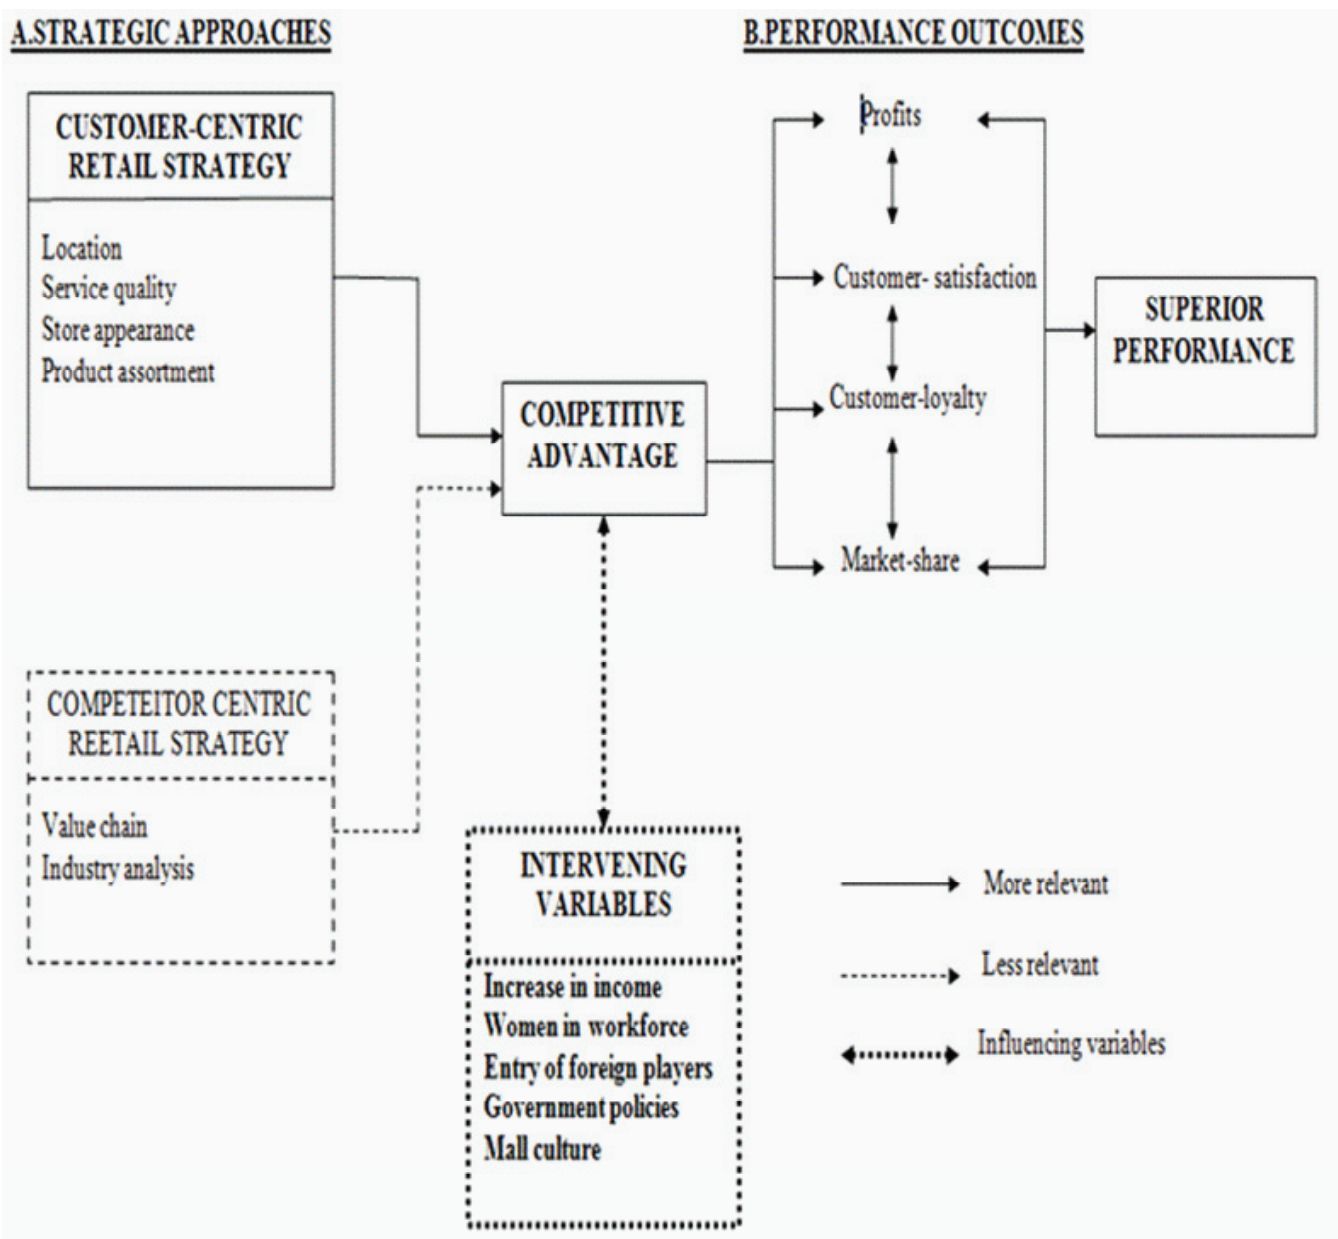 A.STRATEGIC APPROACHES
B.PERFORMANCE OUTCOMES
CUSTOMER-CENTRIC
RETAIL STRATEGY
Location
Service quality
Store appearance
Product assortment
COMPETEITOR CENTRIC
REETAIL STRATEGY
Value chain
Industry analysis
COMPETITIVE
ADVANTAGE
INTERVENING
VARIABLES
Increase in income
Women in workforce
Entry of foreign players
Government policies
Mall culture
Profits
Customer- satisfaction
Customer-loyalty
Market-share
SUPERIOR
PERFORMANCE
More relevant
Less relevant
Influencing variables